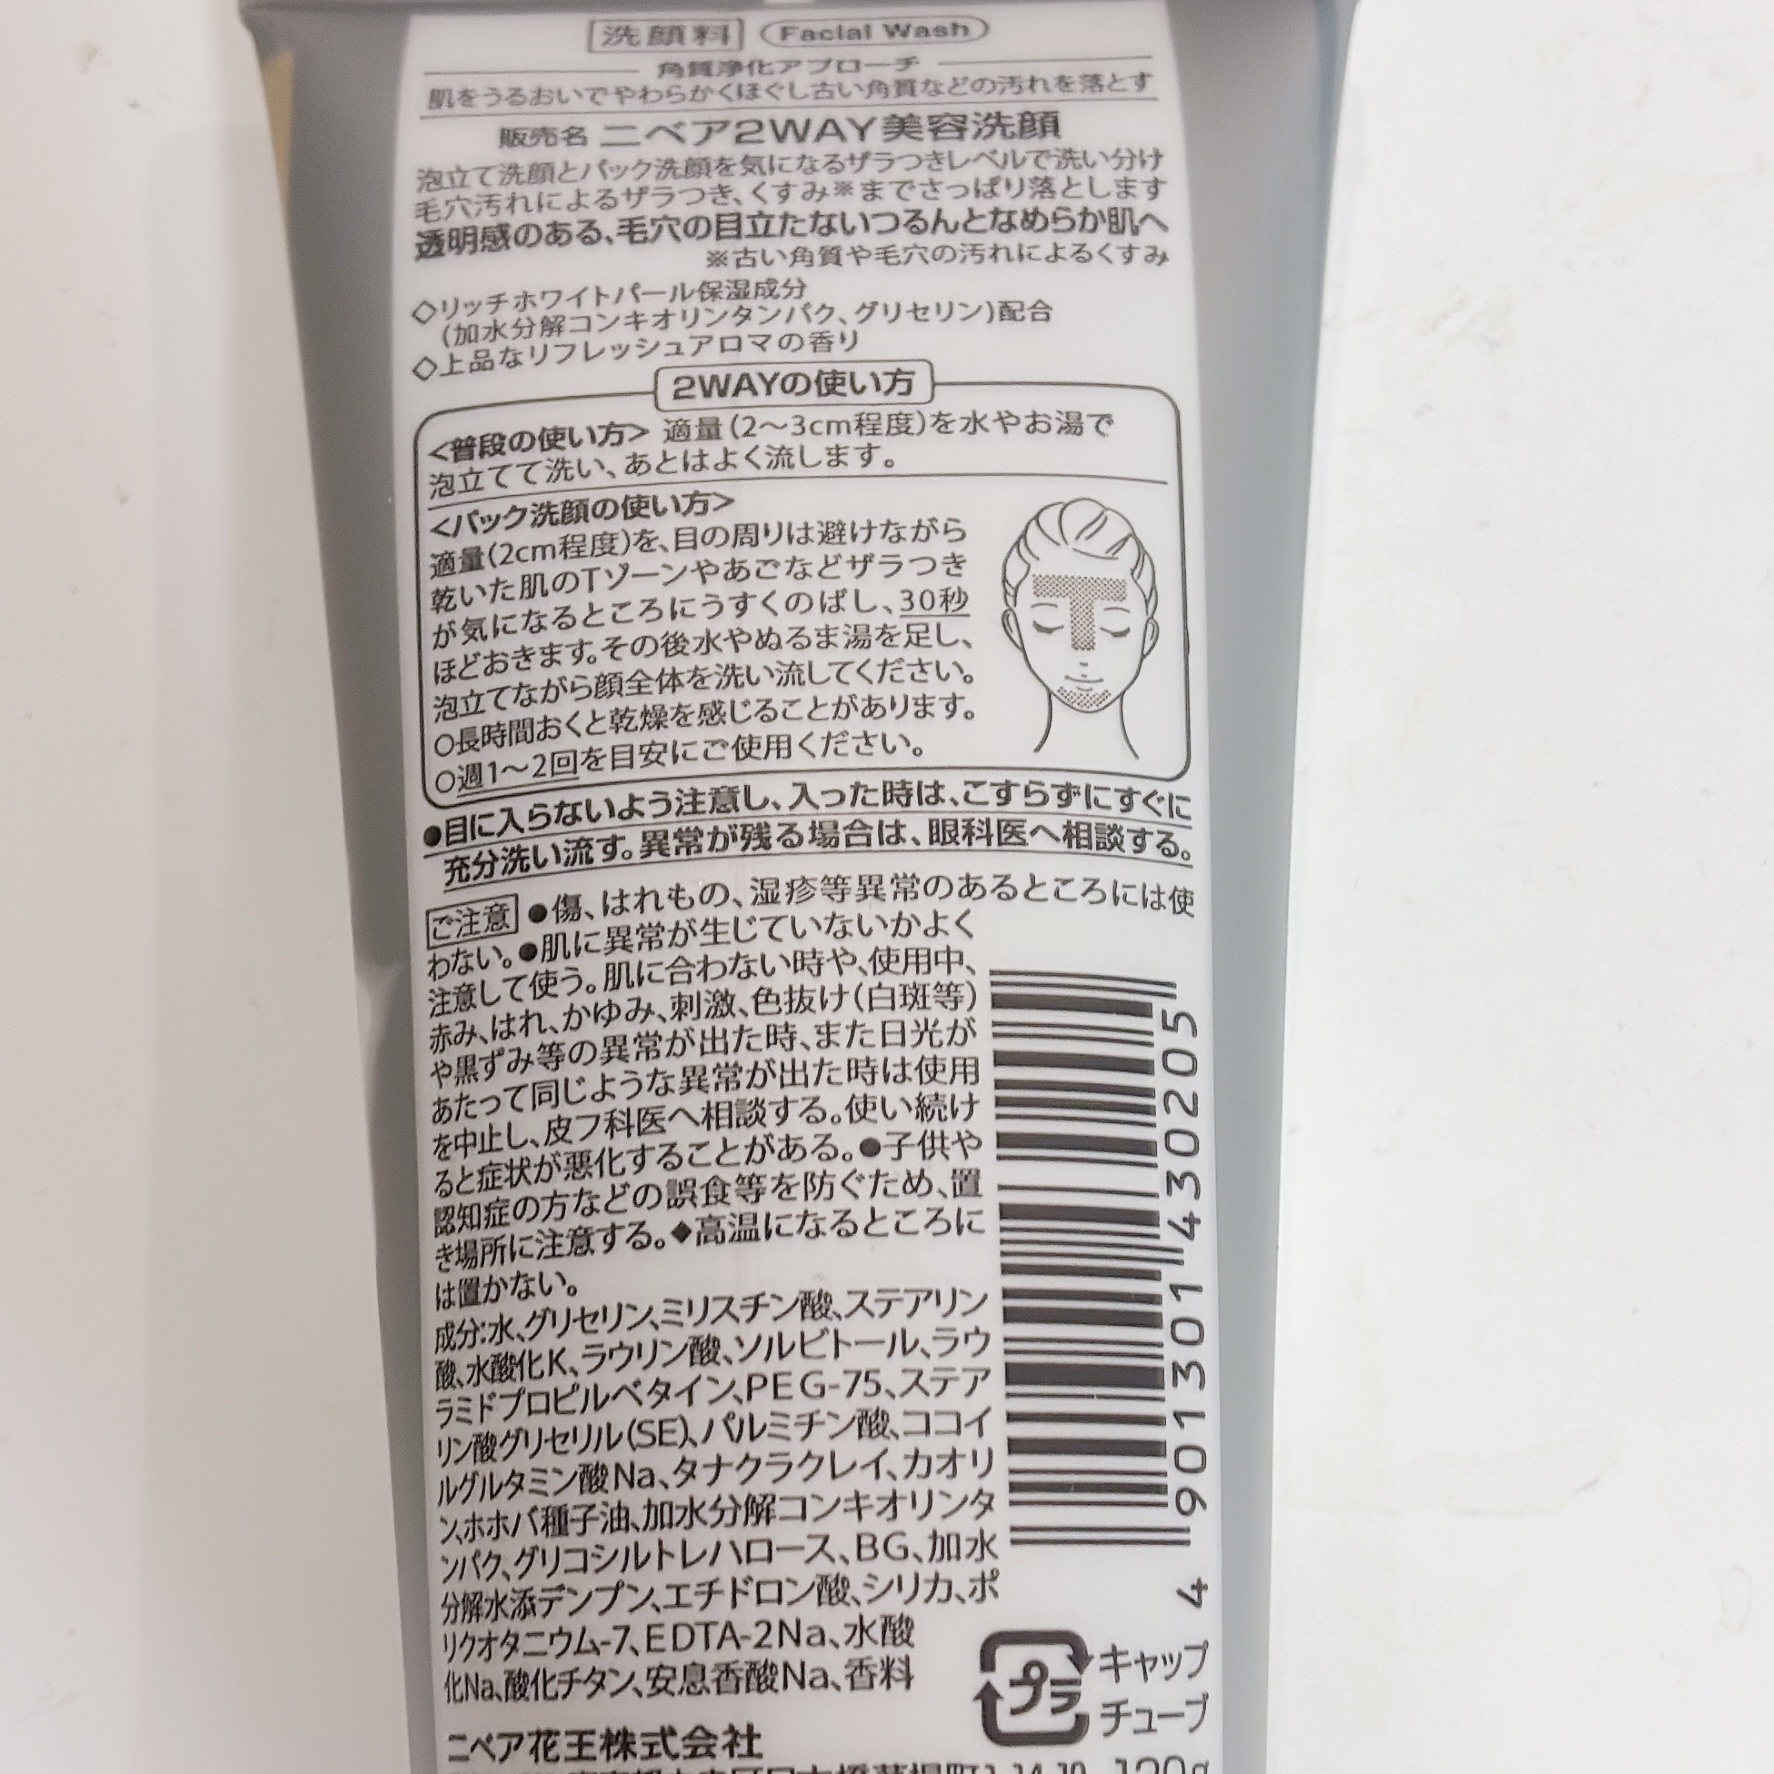 洗顔料 Facial Wash
角質浄化アプローチ
肌をうるおいでやわらかくほぐし古い角質などの汚れを落とす
販売名 ニベア2WAY美容洗顔
泡立て洗顔とパック洗顔を気になるザラつきレベルで洗い分け
毛穴汚れによるザラつき、くすみ※までさっぱり落とします
透明感のある、毛穴の目立たないつるんとなめらか肌へ
※古い角質や毛穴の汚れによるくすみ
◇リッチホワイトパール保湿成分
(加水分解コンキオリンタンパク、グリセリン)配合
◇上品なリフレッシュアロマの香り
2WAYの使い方
<普段の使い方> 適量(2〜3cm程度)を水やお湯で
泡立てて洗い、あとはよく流します。
<パック洗顔の使い方>
適量(2cm程度)を、目の周りは避けながら
乾いた肌のTゾーンやあごなどザラつき
が気になるところにうすくのばし、30秒
ほどおきます。その後水やぬるま湯を足し、
泡立てながら顔全体を洗い流してください。
○長時間おくと乾燥を感じることがあります。
○週1〜2回を目安にご使用ください。
●目に入らないよう注意し、入った時は、こすらずにすぐに
充分洗い流す。異常が残る場合は、眼科医へ相談する。
ご注意 ●傷、はれもの、湿疹等異常のあるところには使
わない。●肌に異常が生じていないかよく
注意して使う。肌に合わない時や、使用中、
赤み、はれ、かゆみ、刺激、色抜け(白斑等)
や黒ずみ等の異常が出た時、また日光が
あたって同じような異常が出た時は使用
を中止し、皮フ科医へ相談する。使い続け
ると症状が悪化することがある。●子供や
認知症の方などの誤食等を防ぐため、置
き場所に注意する。◆高温になるところに
は置かない。
成分:水、グリセリン、ミリスチン酸、ステアリン
酸、水酸化K、ラウリン酸、ソルビトール、ラウ
ラミドプロピルベタイン、PEG-75、ステア
リン酸グリセリル(SE)、パルミチン酸、ココイ
ルグルタミン酸Na、タナクラクレイ、カオリ
ン、ホホバ種子油、加水分解コンキオリンタ
ンパク、グリコシルトレハロース、BG、加水
分解水添デンプン、エチドロン酸、シリカ、ポ
リクオタニウム-7、EDTA-2Na、水酸
化Na、酸化チタン、安息香酸Na、香料
4 901301 430205
プラ
キャップ
チューブ
ニベア花王株式会社
120g